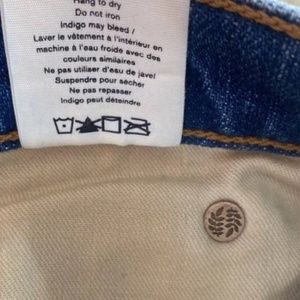 Hang to dry
Do not iron
Indigo may bleed /
Laver le vêtement à l'intérieur en
machine à l'eau froide avec des
couleurs similaires
Ne pas utiliser d'eau de javel
Suspendre pour sécher
Ne pas repasser
Indigo peut déteindre